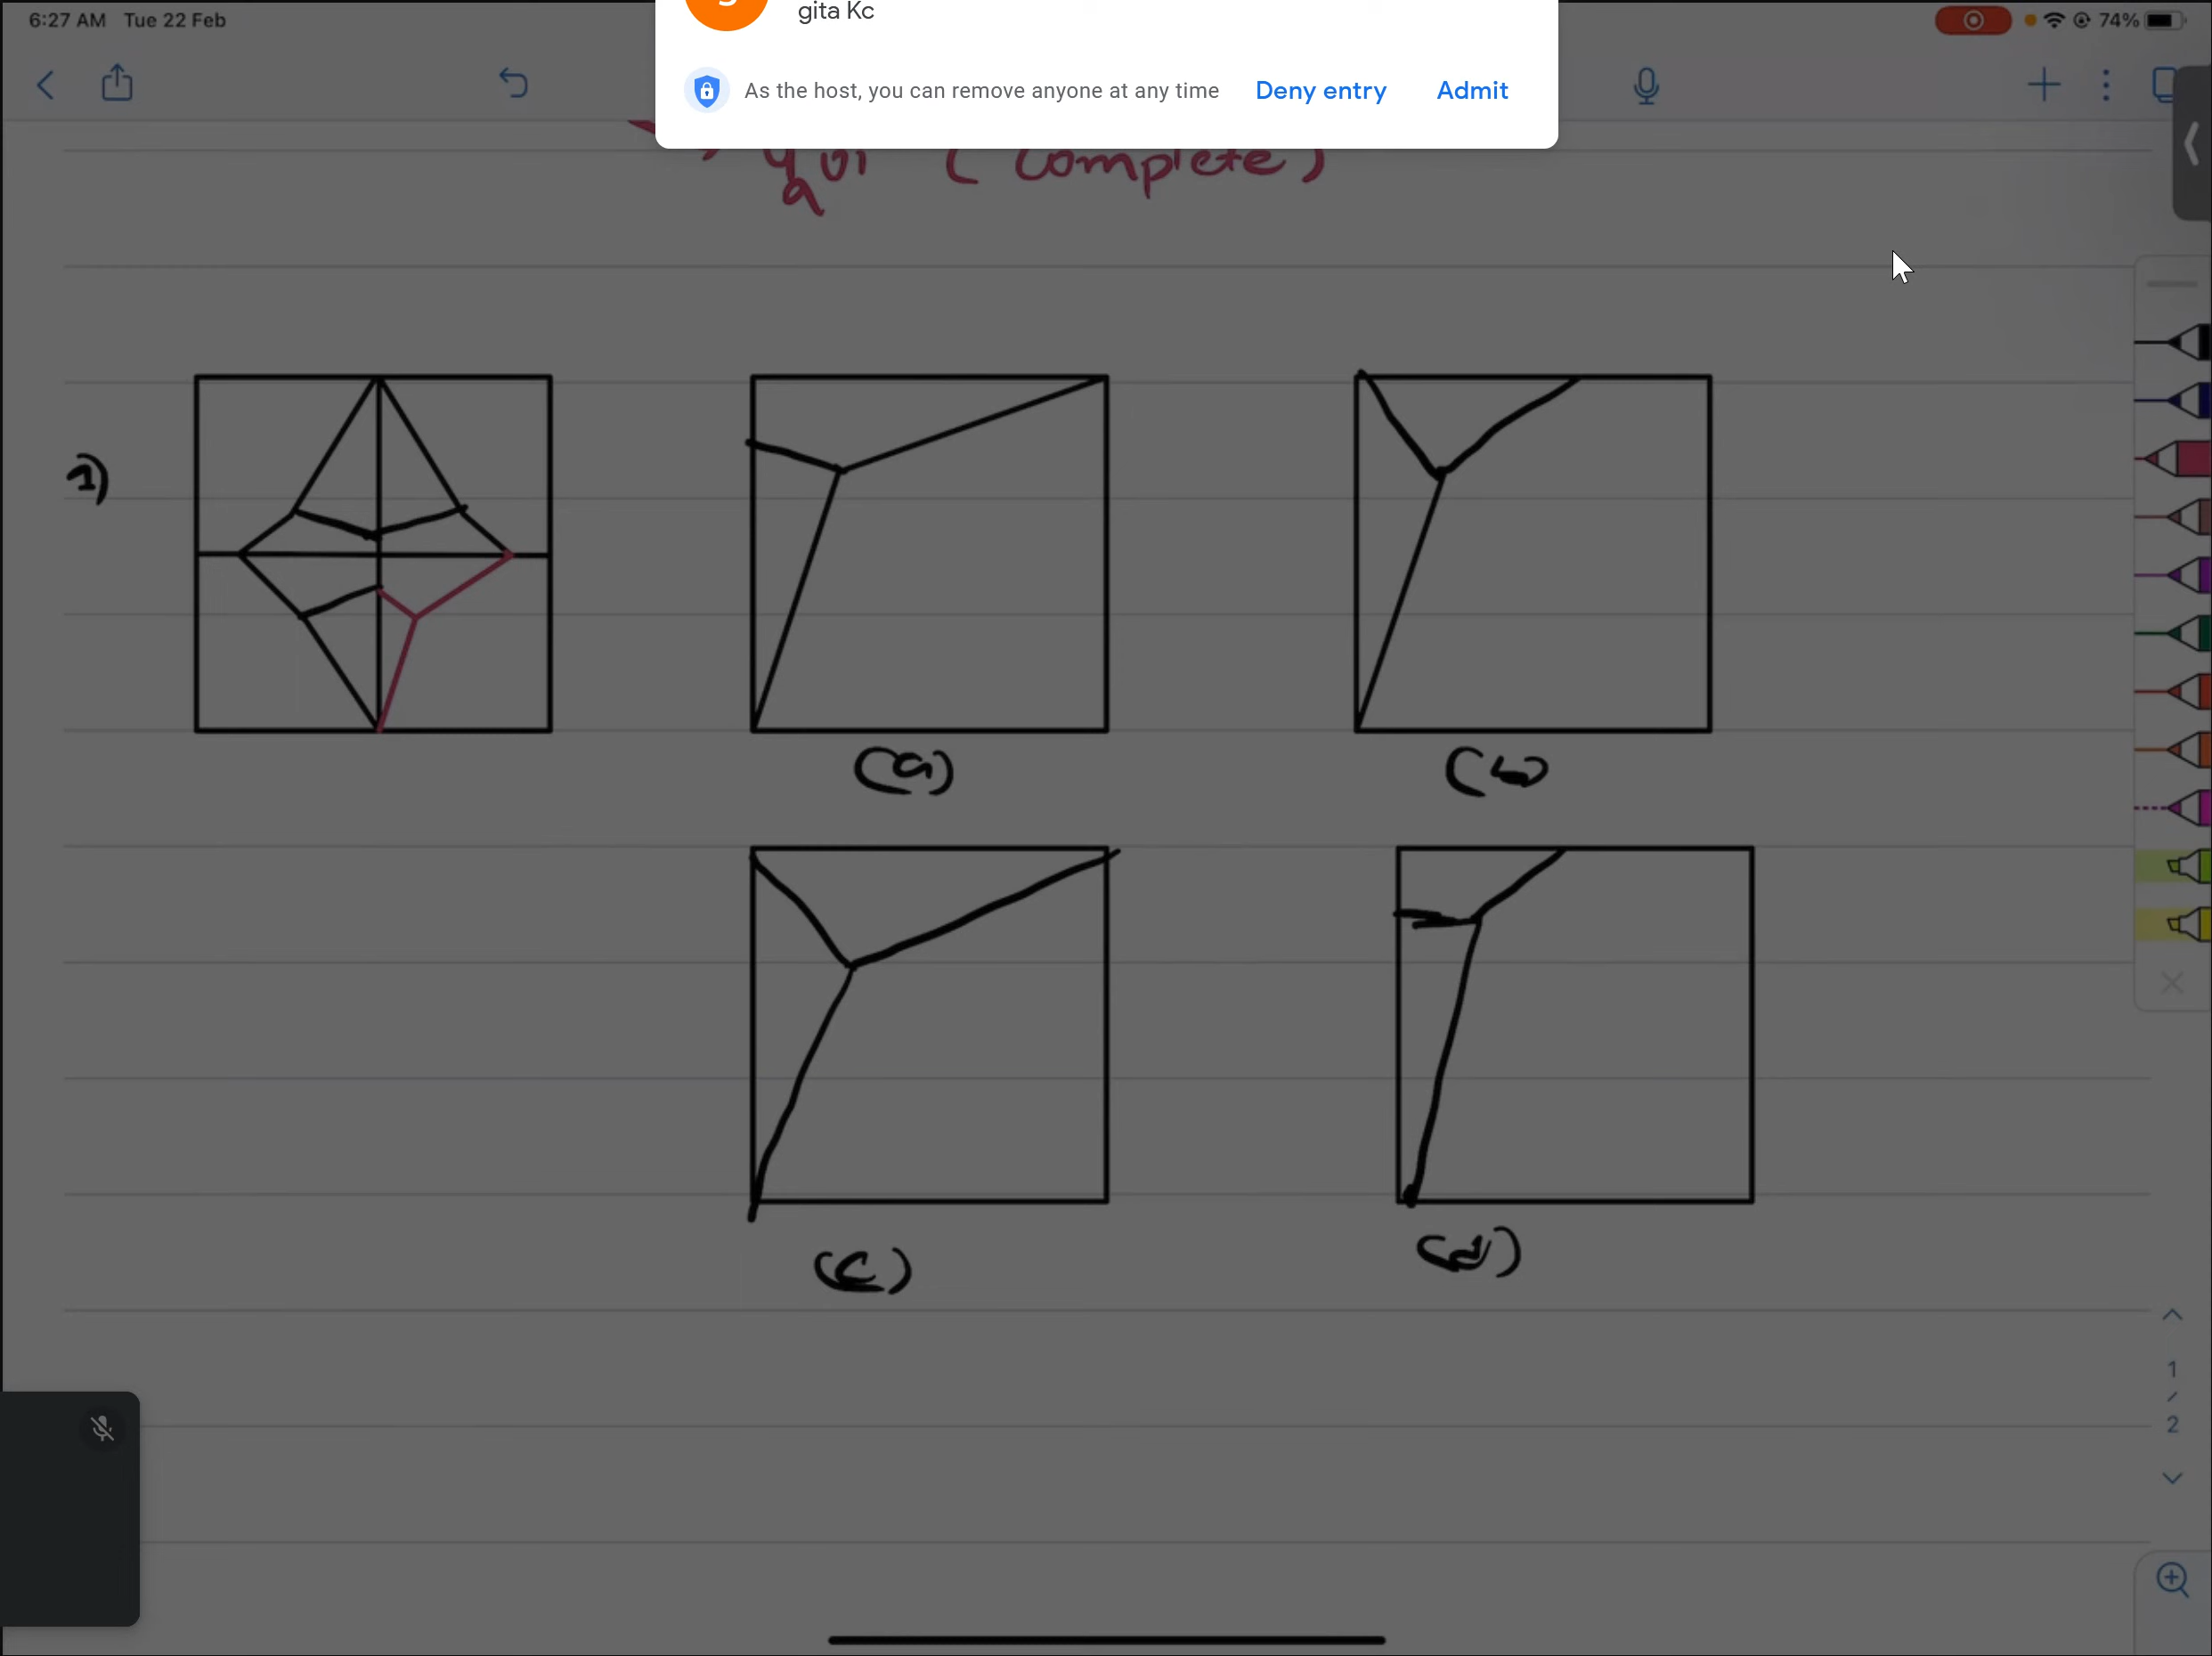 6:27 AM Tue 22 Feb
74%
gita Kc
As the host, you can remove anyone at any time
Deny entry
Admit
(Complete)
1)
(a)
(b)
(c)
(d)
1
/
2